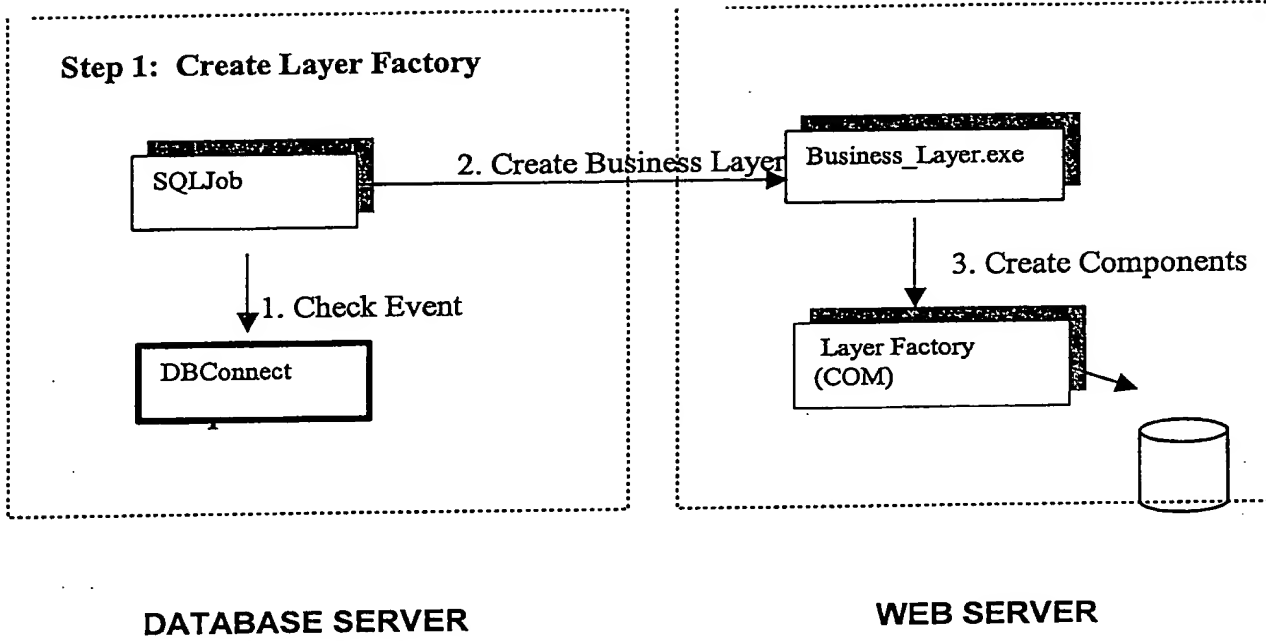 Step 1: Create Layer Factory
SQLJob
2. Create Business Layer
Business_Layer.exe
1. Check Event
3. Create Components
DBConnect
Layer Factory
(COM)
DATABASE SERVER
WEB SERVER